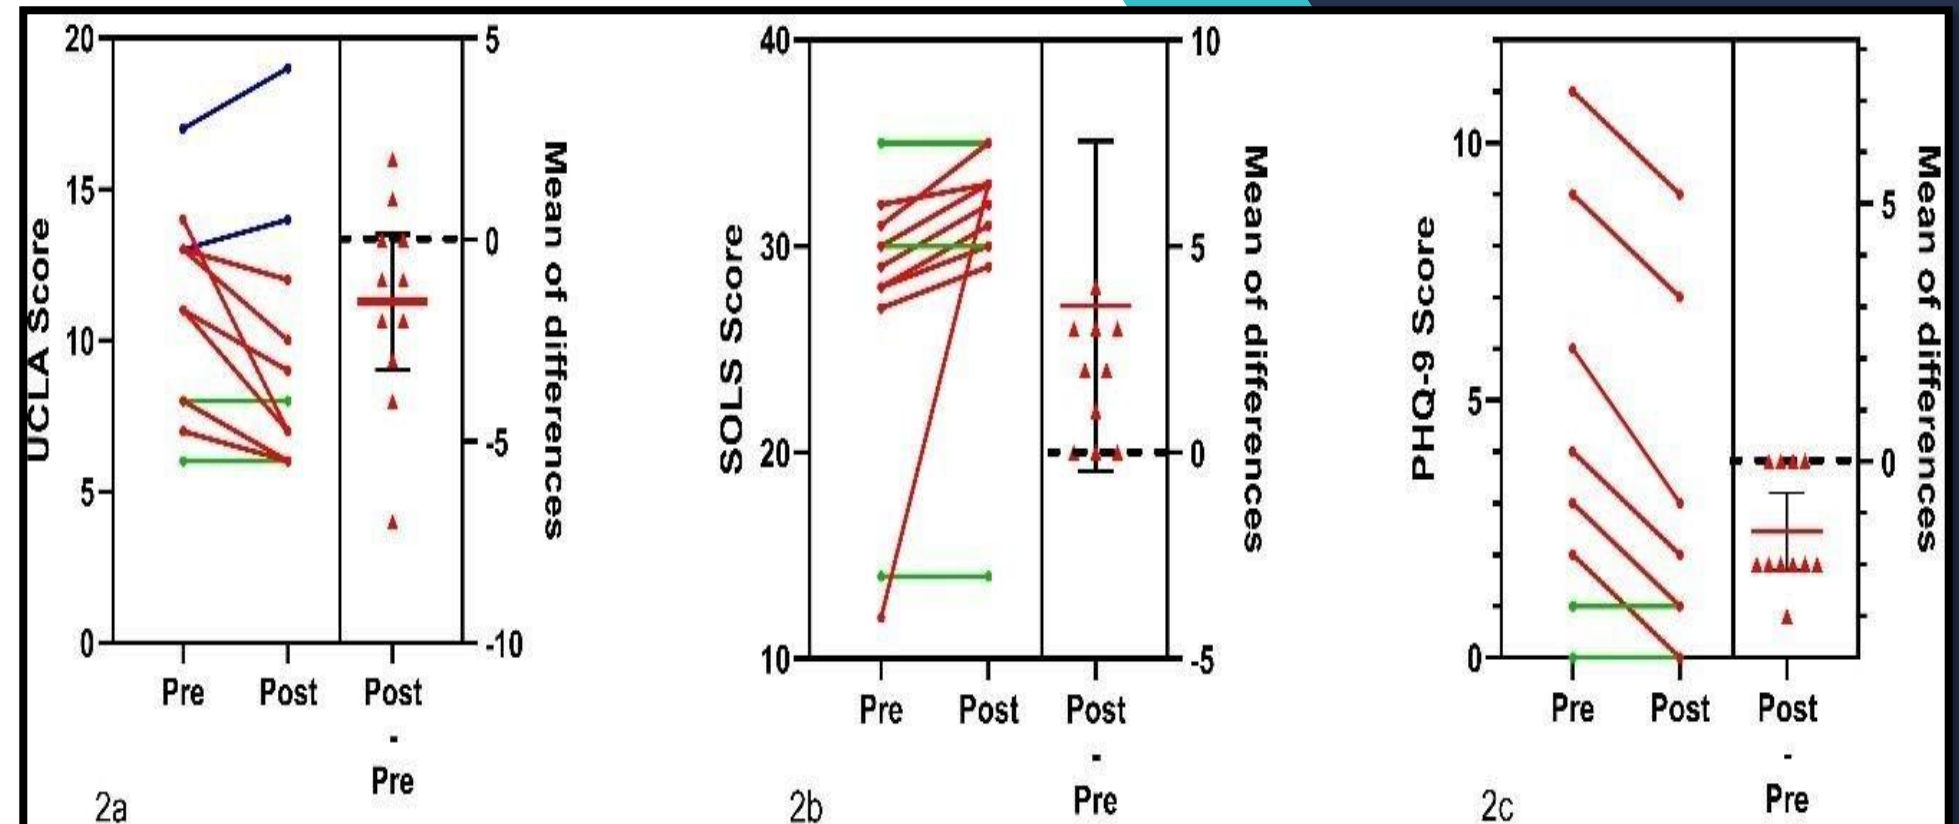 UCLA Score
20
15
10
5
0
5
0
-5
-10
Mean of differences
Pre
Post
Post
-
Pre
2a
SOLS Score
40
30
20
10
10
5
0
-5
Mean of differences
Pre
Post
Post
-
Pre
2b
PHQ-9 Score
10
5
0
5
0
Mean of differences
Pre
Post
Post
-
Pre
2c